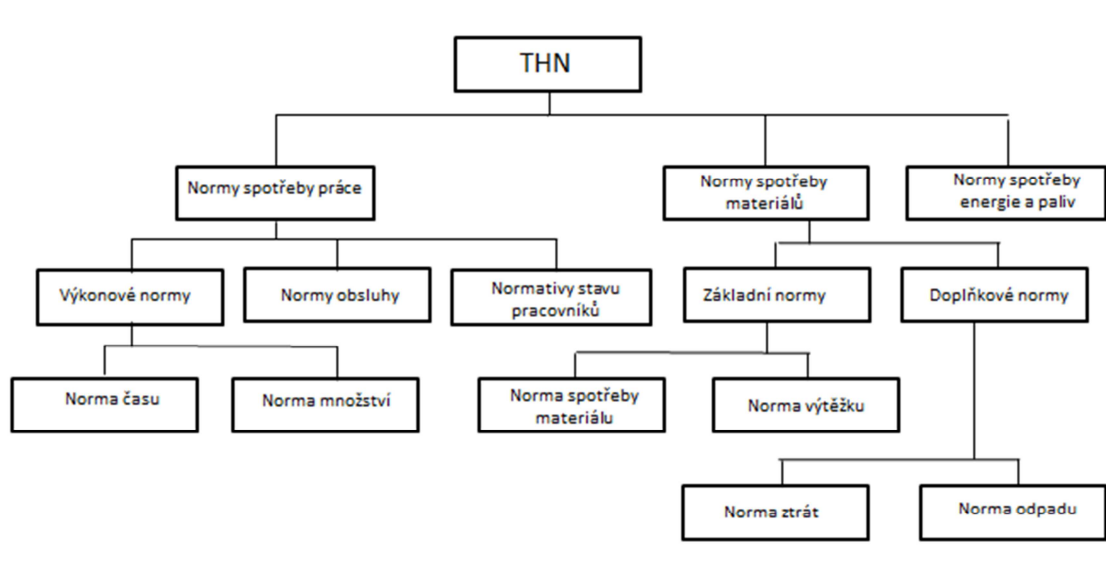 THN
Normy spotřeby práce
Normy spotřeby
materiálů
Normy spotřeby
energie a paliv
Výkonové normy
Normy obsluhy
Normativy stavu
pracovníků
Základní normy
Doplňkové normy
Norma času
Norma množství
Norma spotřeby
materiálu
Norma výtěžku
Norma ztrát
Norma odpadu